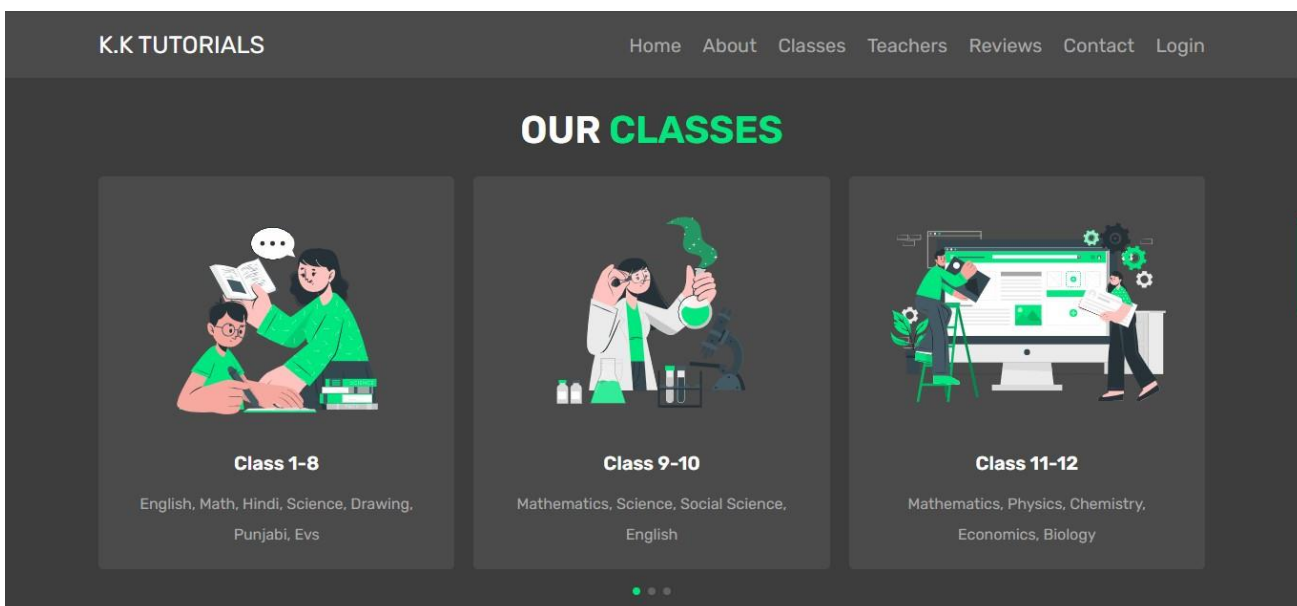 K.K TUTORIALS
Home About Classes Teachers Reviews Contact Login
OUR CLASSES
SCIENCE
Class 1-8
English, Math, Hindi, Science, Drawing,
Punjabi, Evs
Class 9-10
Mathematics, Science, Social Science,
English
Class 11-12
Mathematics, Physics, Chemistry,
Economics, Biology